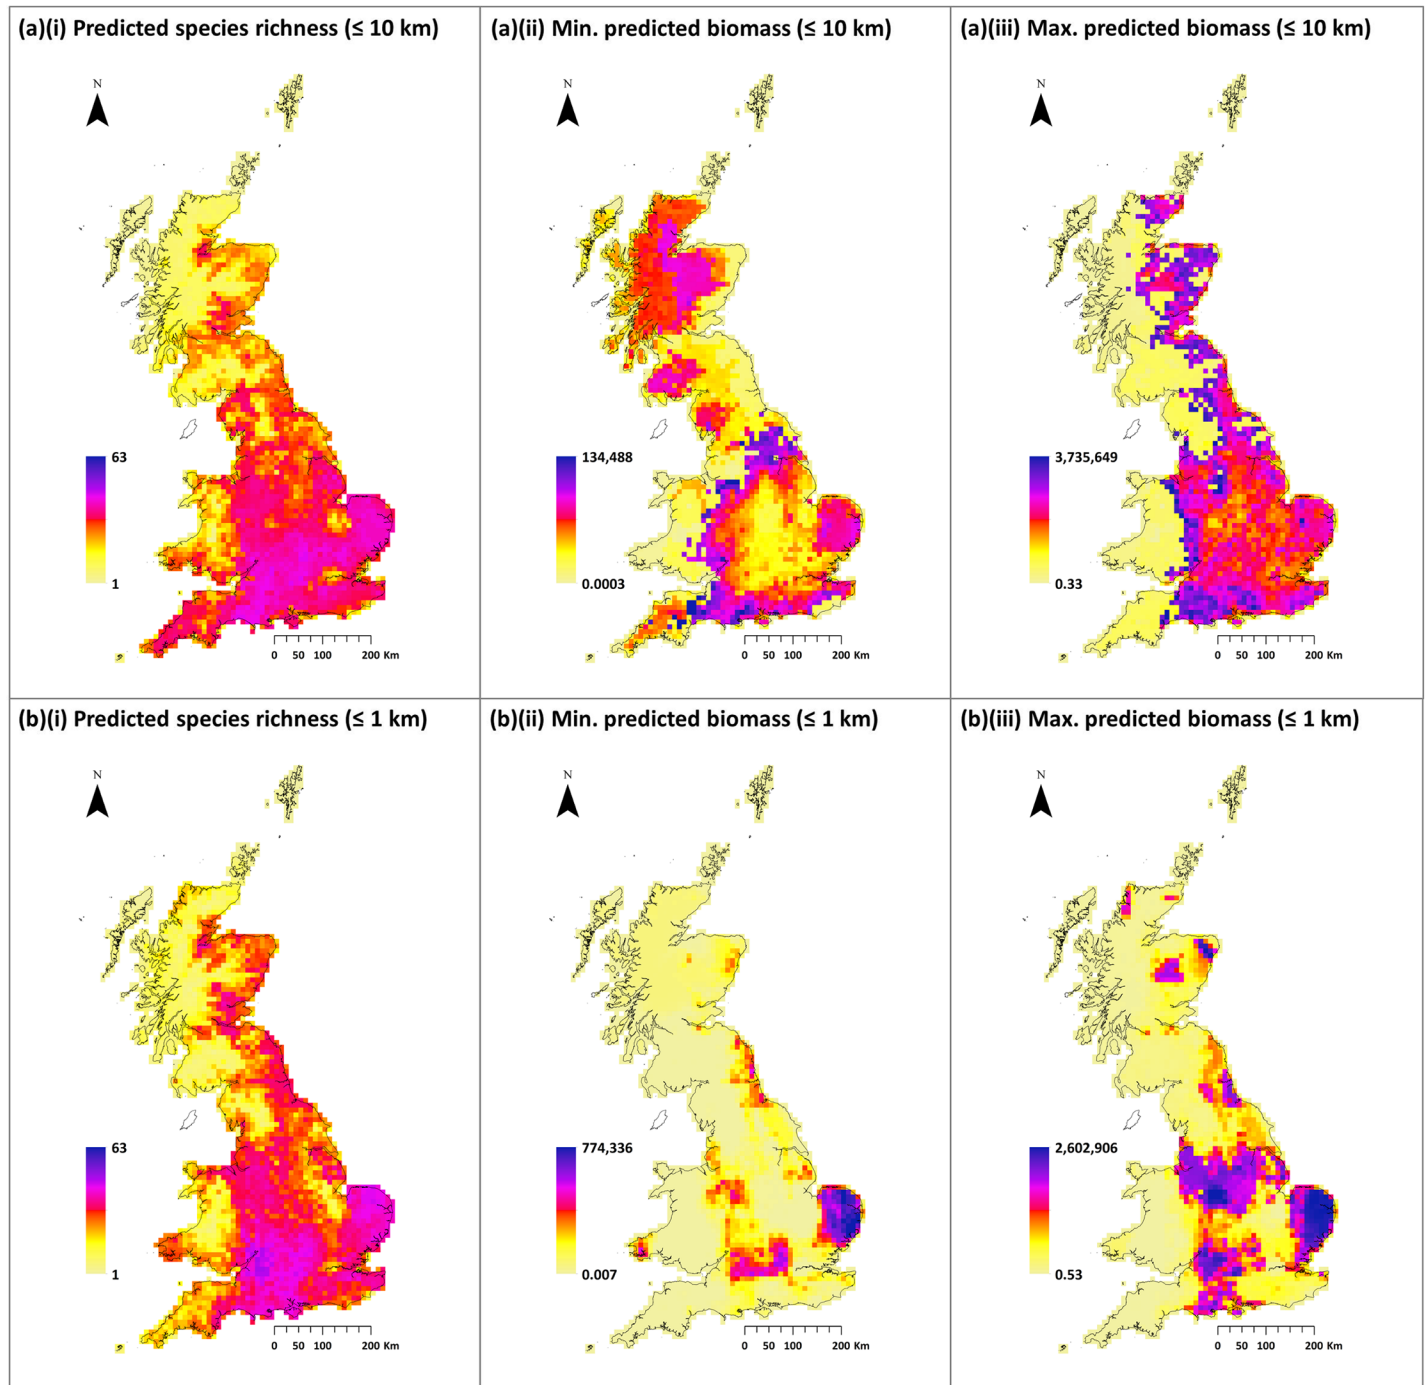 (a)(i) Predicted species richness (≤ 10 km)
N
63
1
0 50 100 200 Km
(a)(ii) Min. predicted biomass (≤ 10 km)
N
134,488
0.0003
0 50 100 200 Km
(a)(iii) Max. predicted biomass (≤ 10 km)
N
3,735,649
0.33
0 50 100 200 Km
(b)(i) Predicted species richness (≤ 1 km)
N
63
1
0 50 100 200 Km
(b)(ii) Min. predicted biomass (≤ 1 km)
N
774,336
0.007
0 50 100 200 Km
(b)(iii) Max. predicted biomass (≤ 1 km)
N
2,602,906
0.53
0 50 100 200 Km